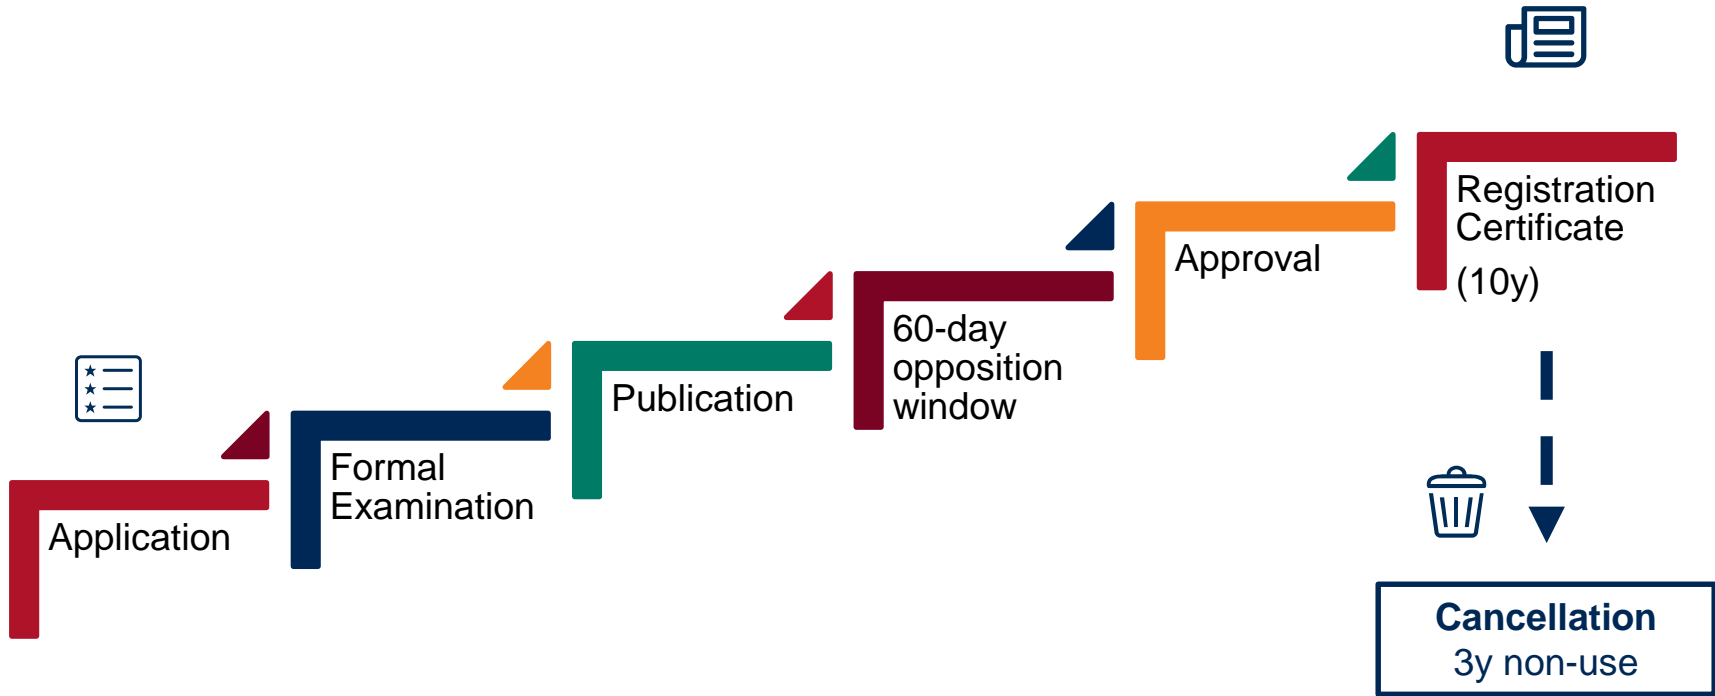 Application
Formal
Examination
Publication
60-day
opposition
window
Approval
Registration
Certificate
(10y)
Cancellation
3y non-use